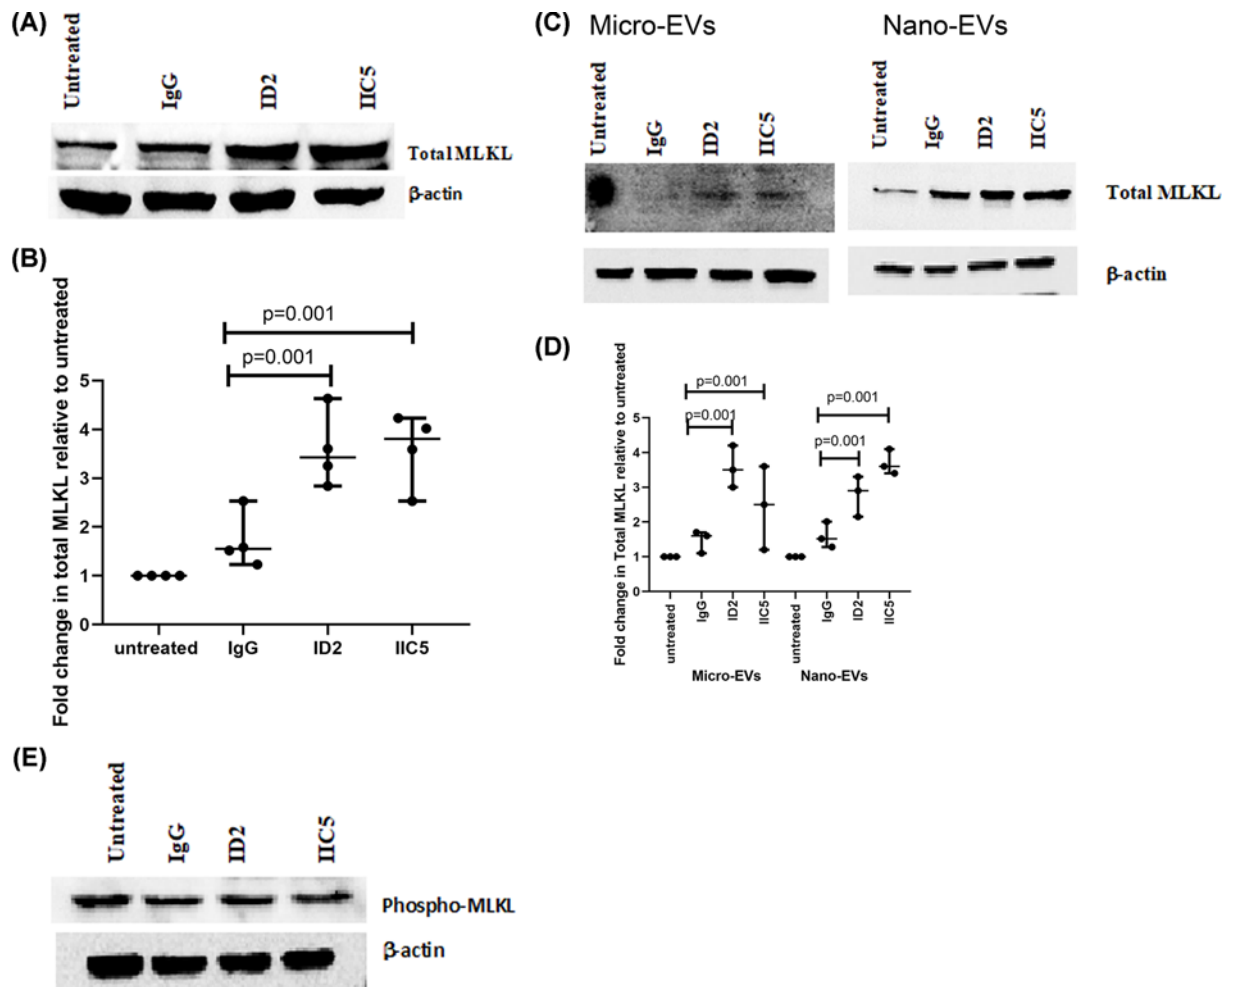 (A)
Untreated
IgG
ID2
IIC5
Total MLKL
β-actin
(B)
Fold change in total MLKL relative to untreated
p=0.001
p=0.001
5
4
3
2
1
0
untreated IgG ID2 IIC5
(C) Micro-EVs Nano-EVs
Untreated
IgG
ID2
IIC5
Untreated
IgG
ID2
IIC5
Total MLKL
β-actin
(D)
Fold change in Total MLKL relative to untreated
p=0.001
p=0.001
p=0.001
p=0.001
5
4
3
2
1
0
untreated
IgG
ID2
IIC5
untreated
IgG
ID2
IIC5
Micro-EVs Nano-EVs
(E)
Untreated
IgG
ID2
IIC5
Phospho-MLKL
β-actin